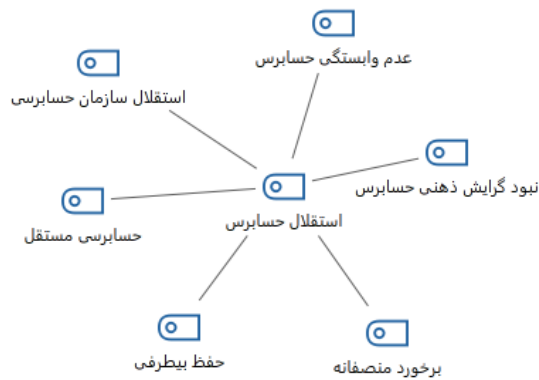 عدم وابستگی حسابرس
استقلال سازمان حسابرسی
نبود گرایش ذهنی حسابرس
استقلال حسابرس
حسابرسی مستقل
حفظ بیطرفی
برخورد منصفانه